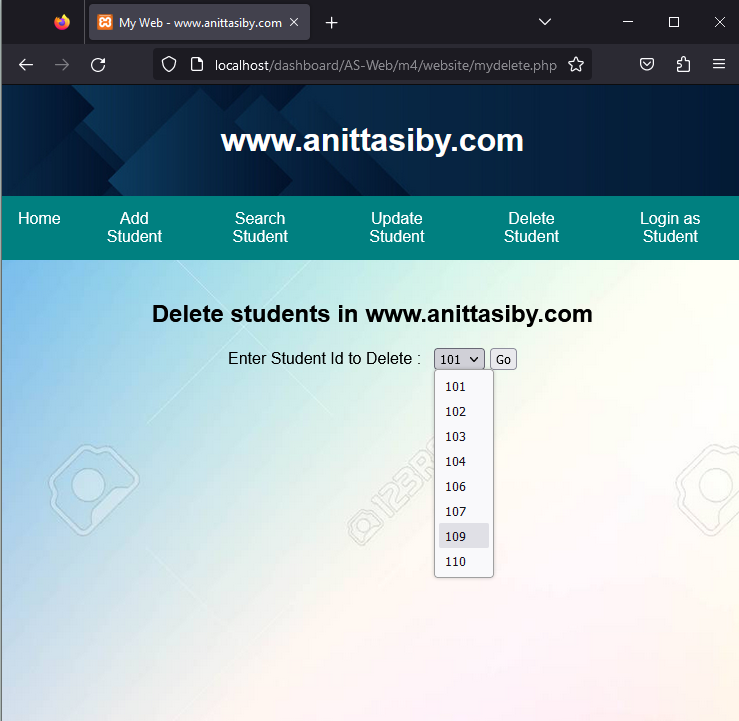 My Web - www.anittasiby.com
localhost/dashboard/AS-Web/m4/website/mydelete.php
www.anittasiby.com
Home
Add Student
Search Student
Update Student
Delete Student
Login as Student
Delete students in www.anittasiby.com
Enter Student Id to Delete : 101 Go
101
102
103
104
106
107
109
110